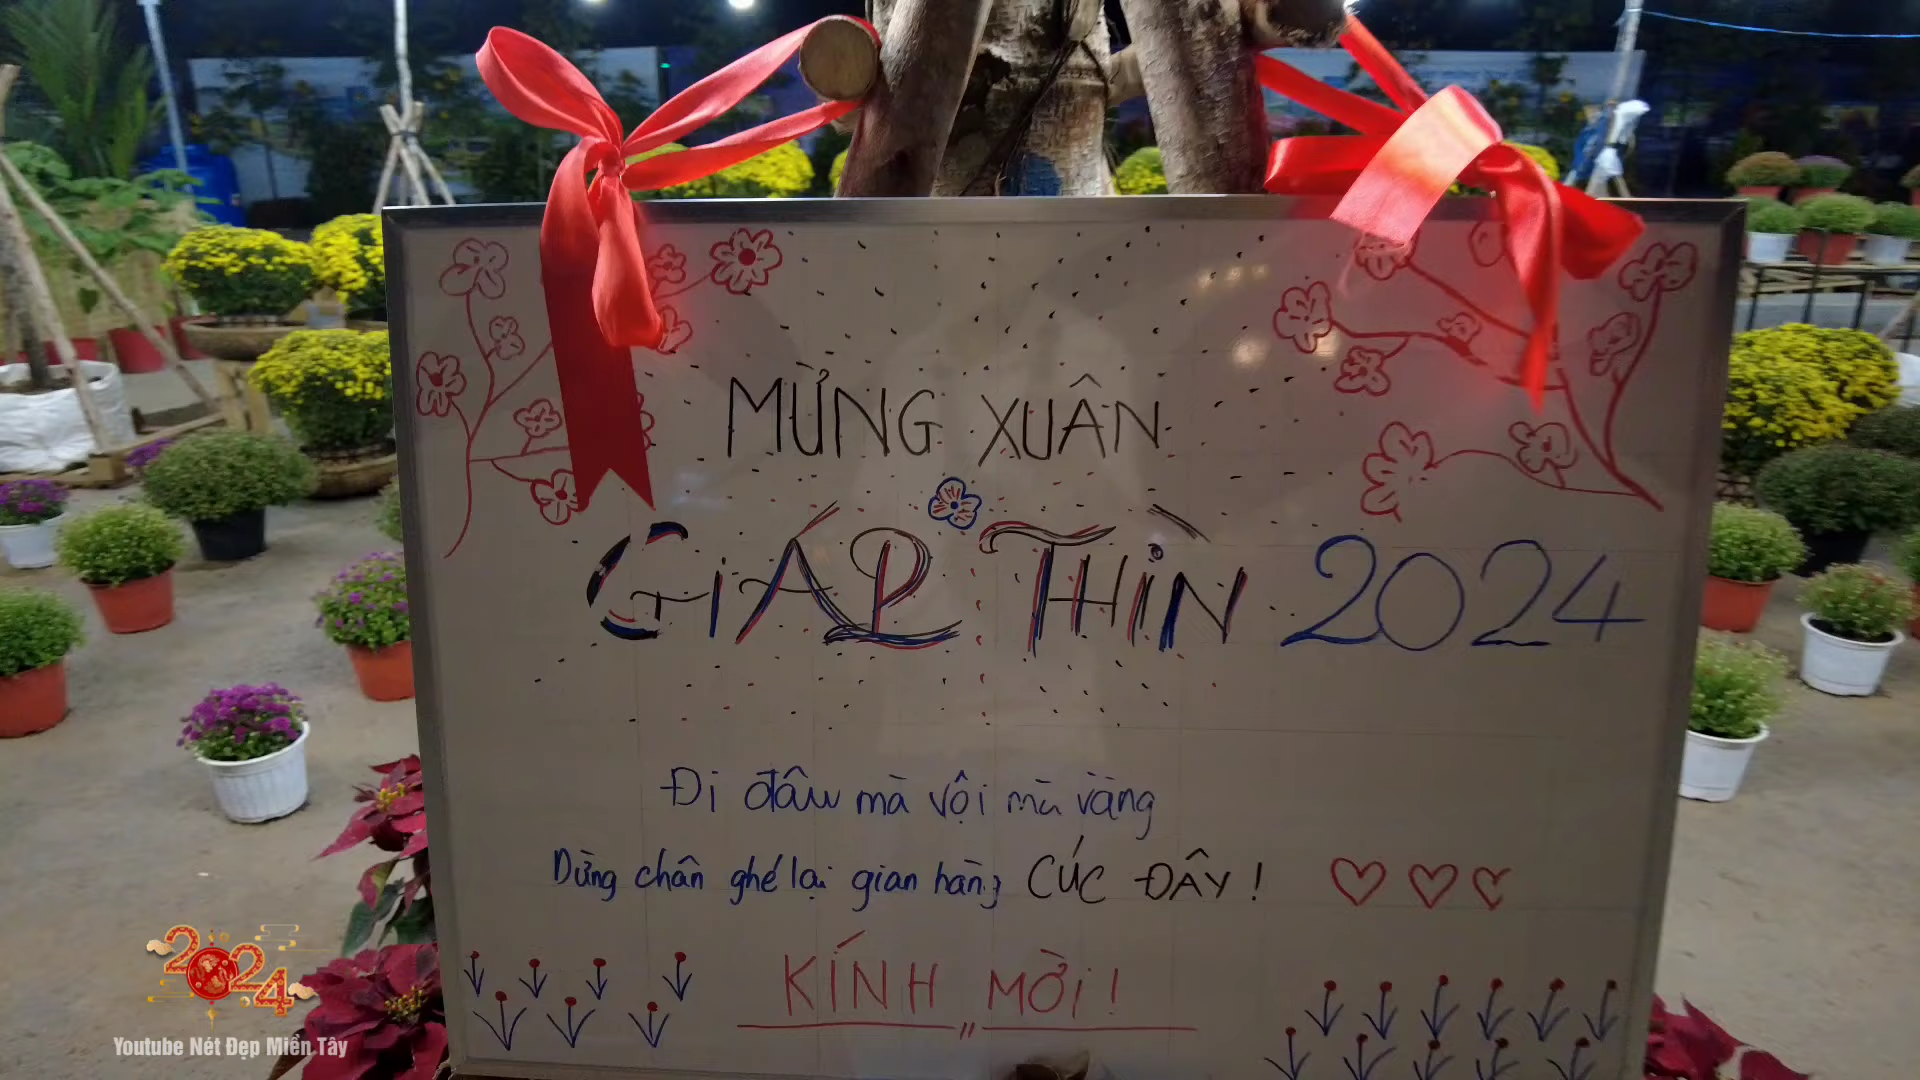 MỪNG XUÂN
GIÁP THÌN 2024
Đi đâu mà vội mà vàng
Dừng chân ghé lại gian hàng CÚC ĐÂY!
KÍNH MỜI!
2024
Youtube Nét Đẹp Miền Tây